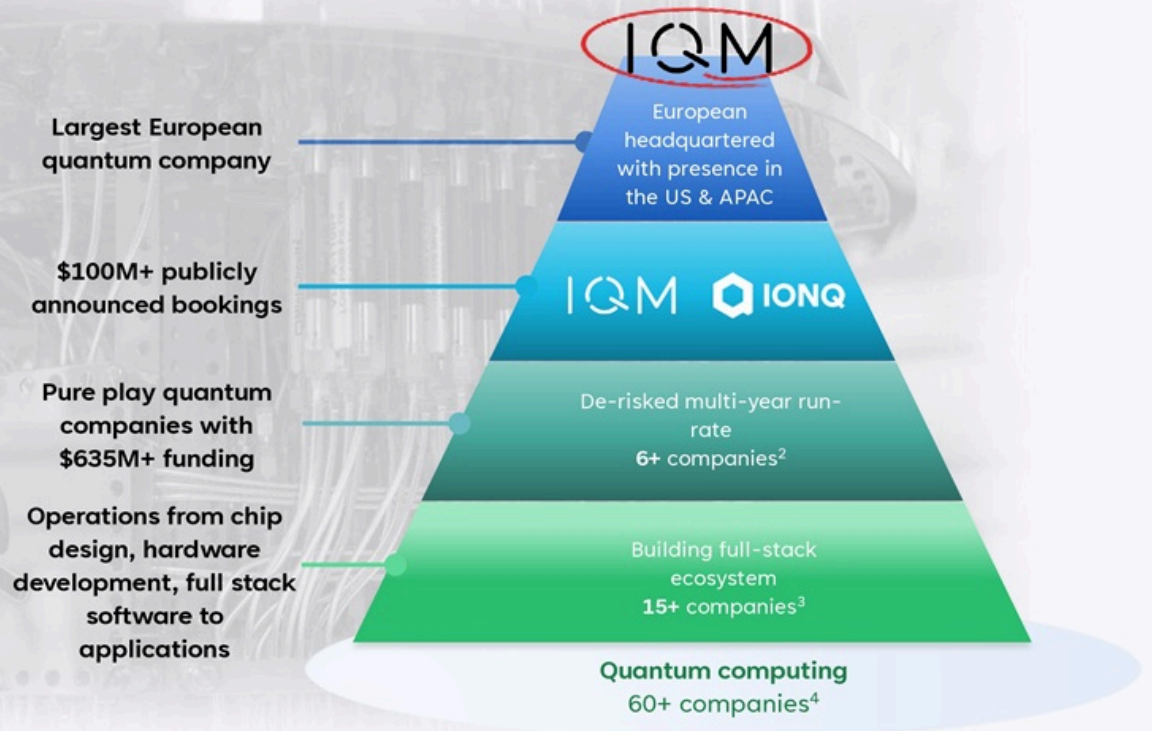 IQM
European
headquartered
with presence in
the US & APAC
Largest European
quantum company
$100M+ publicly
announced bookings
IQM IONQ
Pure play quantum
companies with
$635M+ funding
De-risked multi-year run-
rate
6+ companies²
Operations from chip
design, hardware
development, full stack
software to
applications
Building full-stack
ecosystem
15+ companies³
Quantum computing
60+ companies⁴